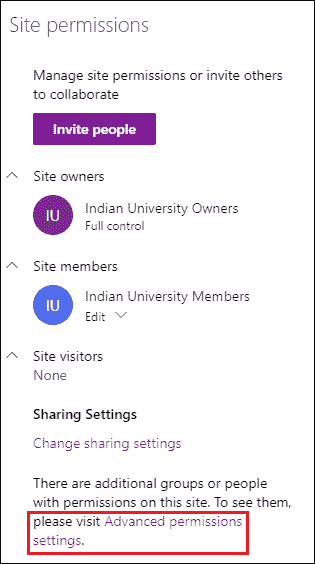 Site permissions
Manage site permissions or invite others
to collaborate
Invite people
Site owners
IU
Indian University Owners
Full control
Site members
IU
Indian University Members
Edit
Site visitors
None
Sharing Settings
Change sharing settings
There are additional groups or people
with permissions on this site. To see them,
please visit Advanced permissions
settings.